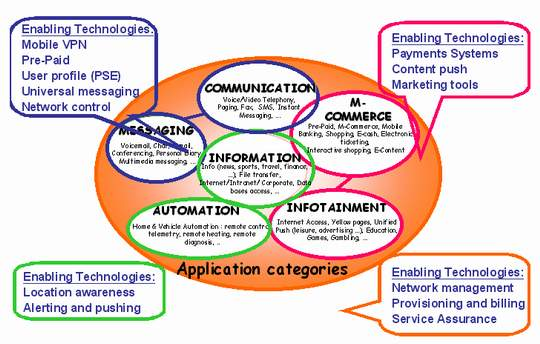 Enabling Technologies:
Mobile VPN
Pre-Paid
User profile (PSE)
Universal messaging
Network control
Enabling Technologies:
Payments Systems
Content push
Marketing tools
COMMUNICATION
Voice/Video Telephony,
Paging, Fax, SMS, Instant
Messaging, ...
M-
COMMERCE
Pre-Paid, M-Commerce, Mobile
Banking, Shopping, E-cash, Electronic
ticketing,
Interactive shopping, E-Content
MESSAGING
Voicemail, Chat, Email,
Conferencing, Personal Diary,
Multimedia messaging, ...
INFORMATION
Info (news, sports, travel, finance,
...), File transfer,
Internet/Intranet/Corporate, Data
bases access, ...
AUTOMATION
Home & Vehicle Automation : remote control,
telemetry, remote heating, remote
diagnosis, ..
INFOTAINMENT
Internet Access, Yellow pages, Unified
Push (leisure, advertising ...), Education,
Games, Gambling, ...
Application categories
Enabling Technologies:
Location awareness
Alerting and pushing
Enabling Technologies:
Network management
Provisioning and billing
Service Assurance